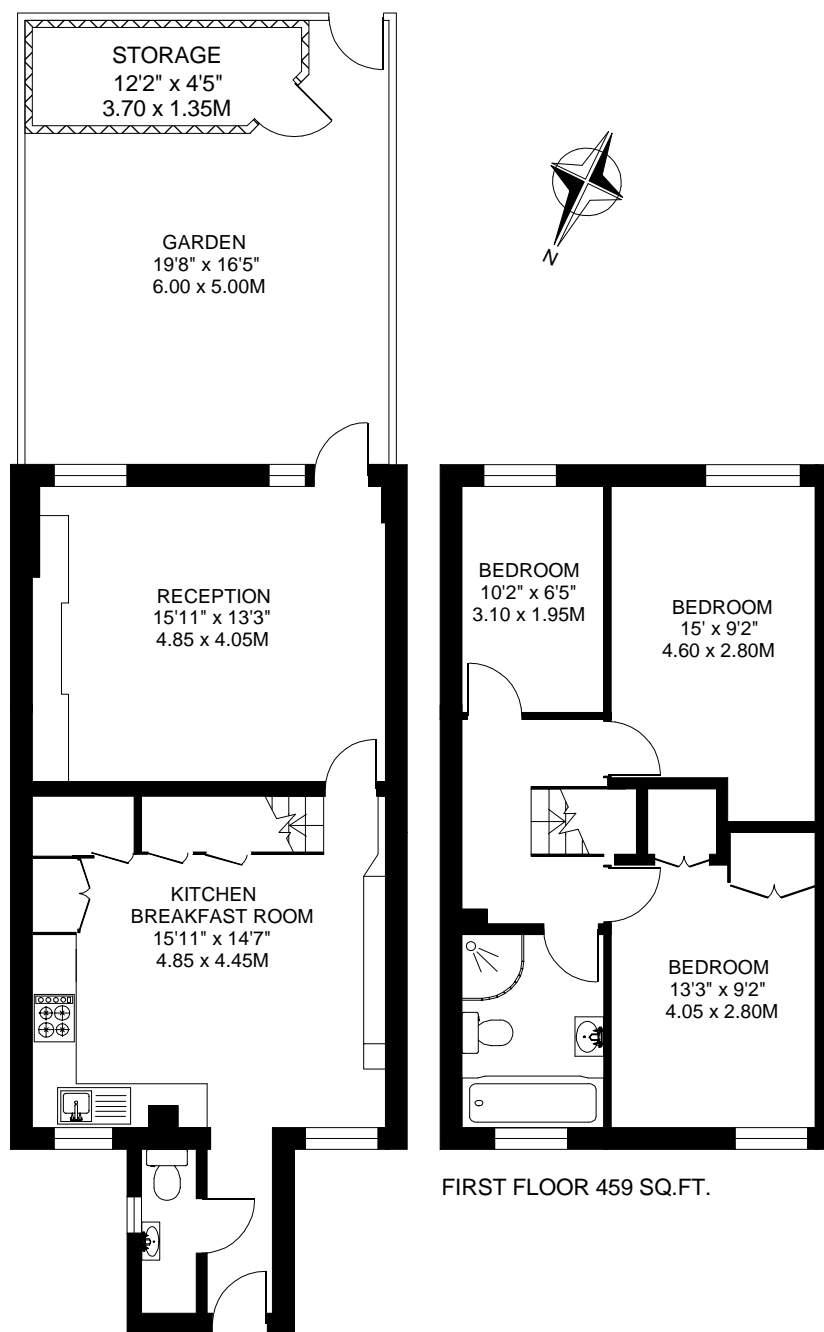 STORAGE
12'2" x 4'5"
3.70 x 1.35M
GARDEN
19'8" x 16'5"
6.00 x 5.00M
N
RECEPTION
15'11" x 13'3"
4.85 x 4.05M
BEDROOM
10'2" x 6'5"
3.10 x 1.95M
BEDROOM
15' x 9'2"
4.60 x 2.80M
KITCHEN
BREAKFAST ROOM
15'11" x 14'7"
4.85 x 4.45M
BEDROOM
13'3" x 9'2"
4.05 x 2.80M
FIRST FLOOR 459 SQ.FT.